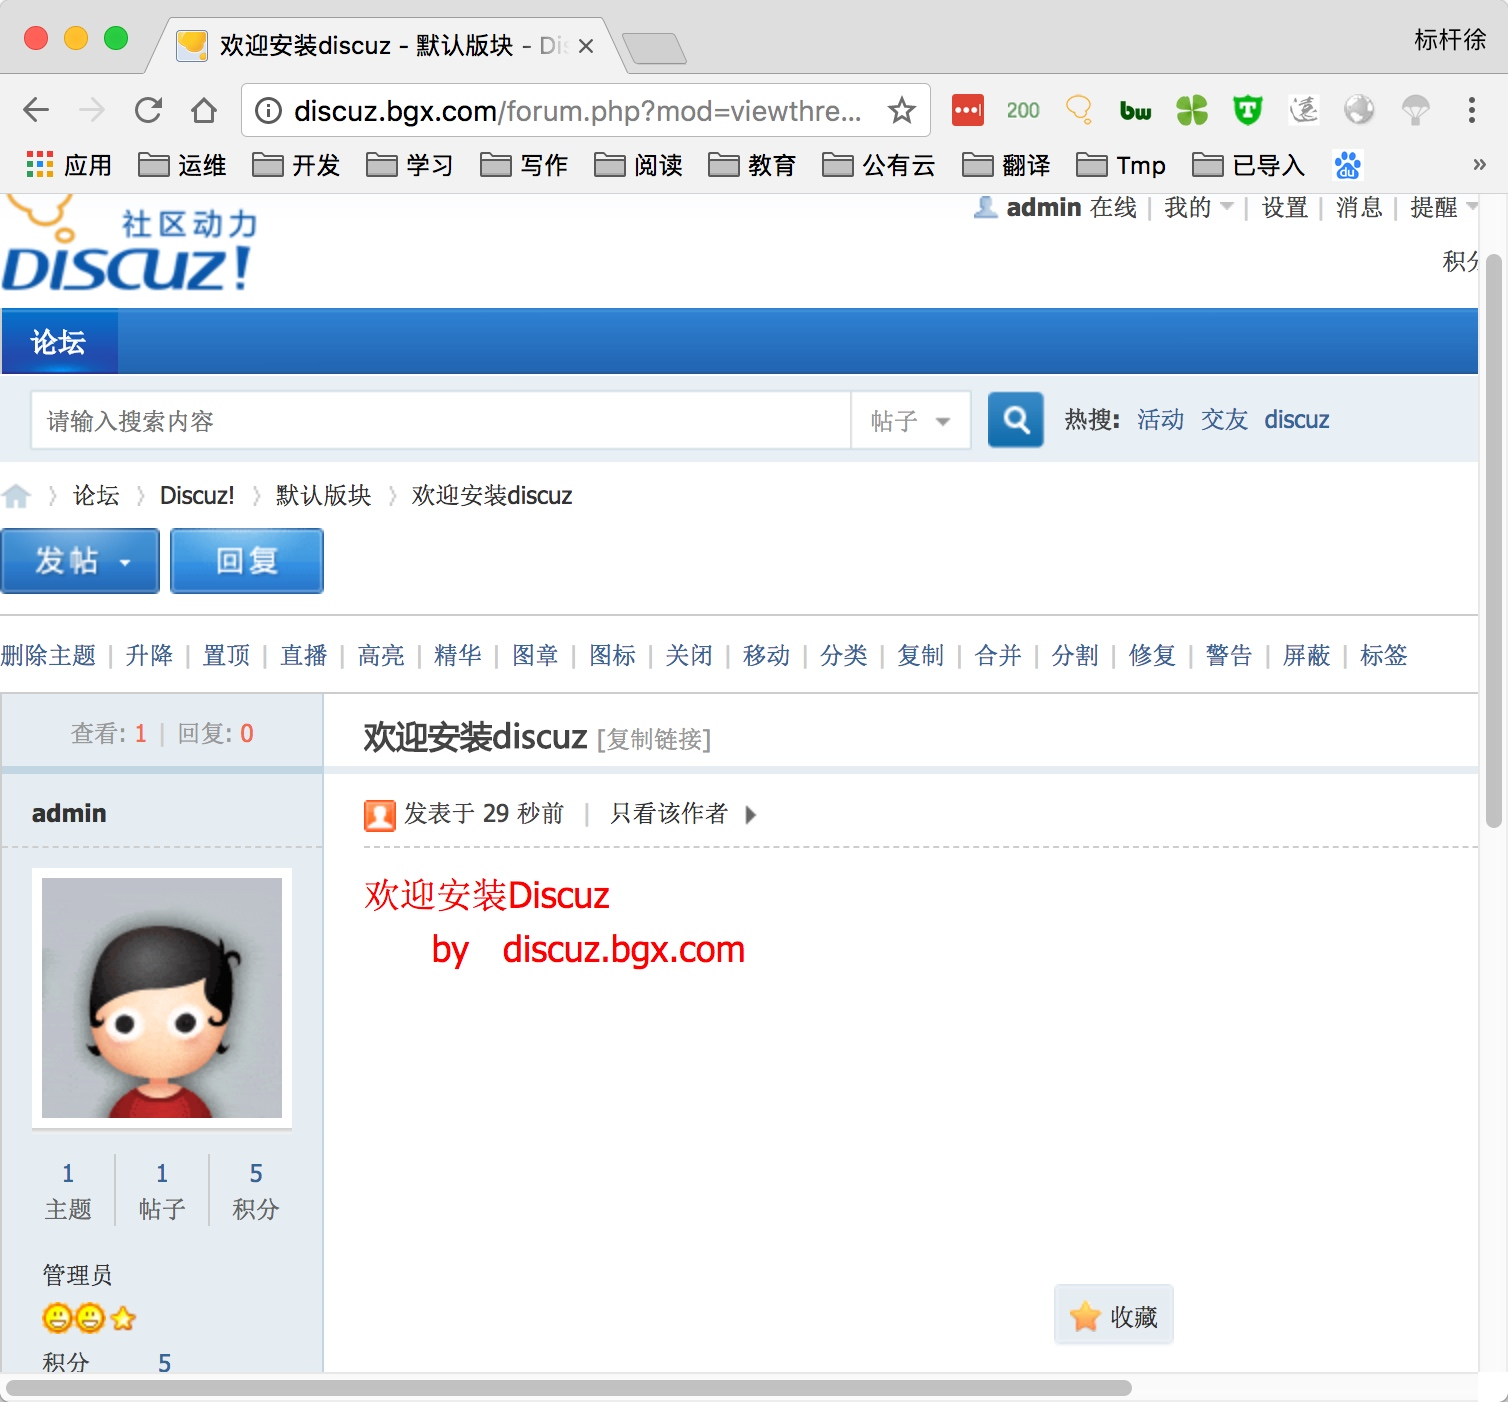 欢迎安装discuz - 默认版块 - Dis
标杆徐
discuz.bgx.com/forum.php?mod=viewthre...
200
bw
T
应用 运维 开发 学习 写作 阅读 教育 公有云 翻译 Tmp 已导入 du »
社区动力
DISCUZ!
admin 在线 | 我的 | 设置 | 消息 | 提醒
积分
论坛
请输入搜索内容 帖子 热搜: 活动 交友 discuz
论坛 › Discuz! › 默认版块 › 欢迎安装discuz
发帖 回复
删除主题 | 升降 | 置顶 | 直播 | 高亮 | 精华 | 图章 | 图标 | 关闭 | 移动 | 分类 | 复制 | 合并 | 分割 | 修复 | 警告 | 屏蔽 | 标签
查看: 1 | 回复: 0
欢迎安装discuz [复制链接]
admin
发表于 29 秒前 | 只看该作者
欢迎安装Discuz
by discuz.bgx.com
1 1 5
主题 帖子 积分
管理员
积分 5
收藏